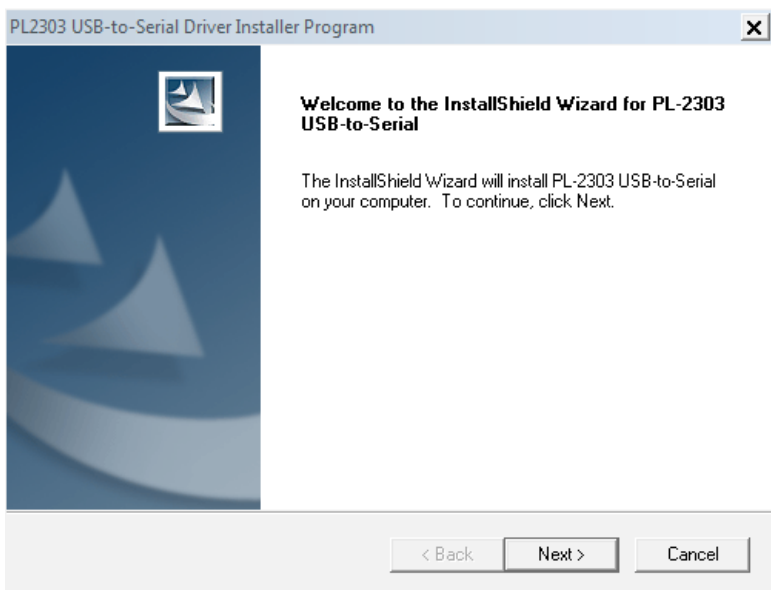 PL2303 USB-to-Serial Driver Installer Program
Welcome to the InstallShield Wizard for PL-2303
USB-to-Serial
The InstallShield Wizard will install PL-2303 USB-to-Serial
on your computer. To continue, click Next.
< Back
Next >
Cancel